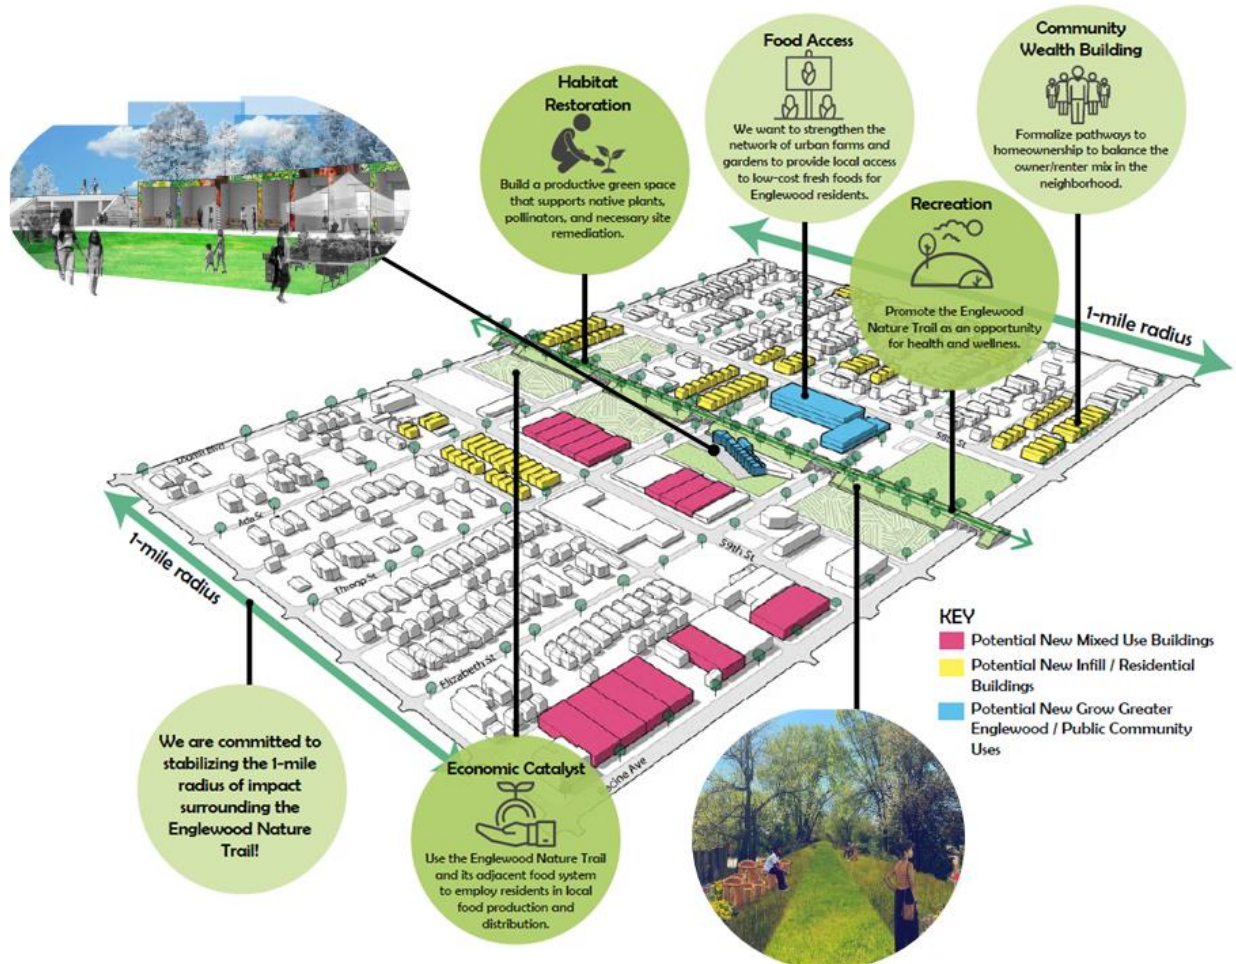 Food Access
We want to strengthen the
network of urban farms and
gardens to provide local access
to low-cost fresh foods for
Englewood residents.
Community
Wealth Building
Formalize pathways to
homeownership to balance the
owner/renter mix in the
neighborhood.
Habitat
Restoration
Build a productive green space
that supports native plants,
pollinators, and necessary site
remediation.
Recreation
Promote the Englewood
Nature Trail as an opportunity
for health and wellness.
1-mile radius
58th St
Loomis Blvd
Ada St
Throop St
Elizabeth St
59th St
1-mile radius
KEY
Potential New Mixed Use Buildings
Potential New Infill / Residential
Buildings
Potential New Grow Greater
Englewood / Public Community
Uses
We are committed to
stabilizing the 1-mile
radius of impact
surrounding the
Englewood Nature
Trail!
Economic Catalyst
Use the Englewood Nature Trail
and its adjacent food system
to employ residents in local
food production and
distribution.
cine Ave